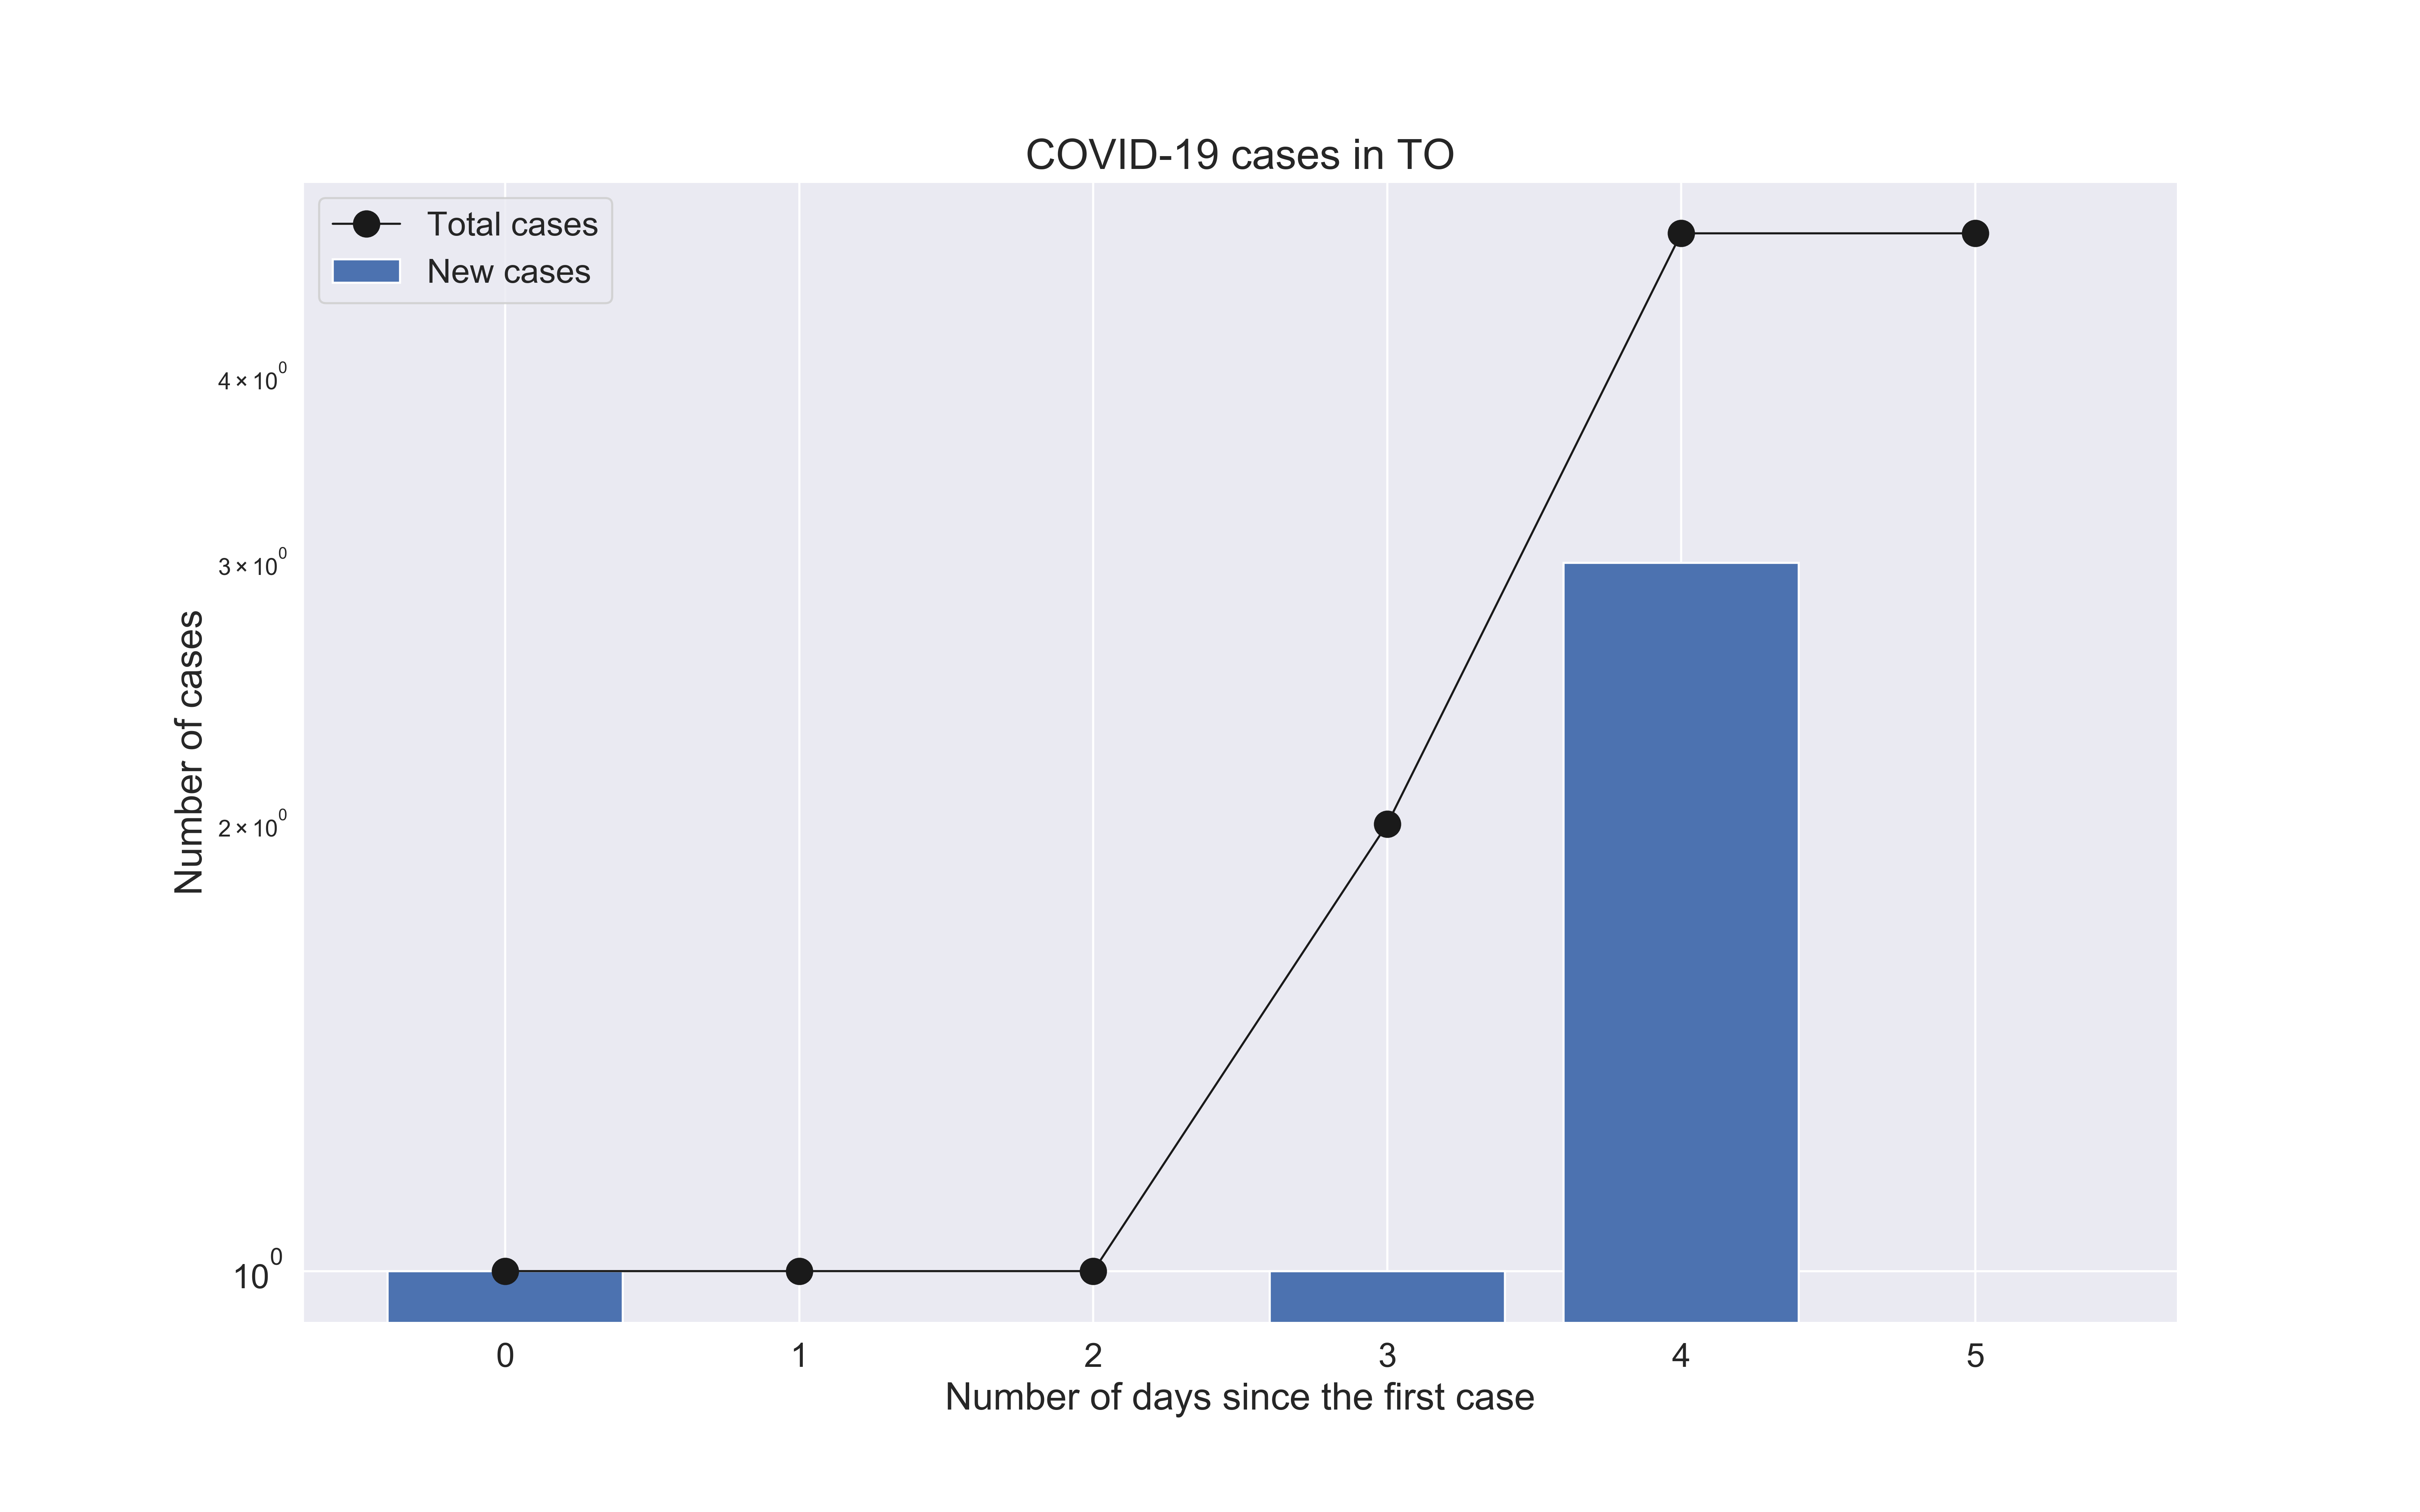 COVID-19 cases in TO
Total cases
New cases
4 × 10⁰
3 × 10⁰
2 × 10⁰
10⁰
Number of cases
0 1 2 3 4 5
Number of days since the first case